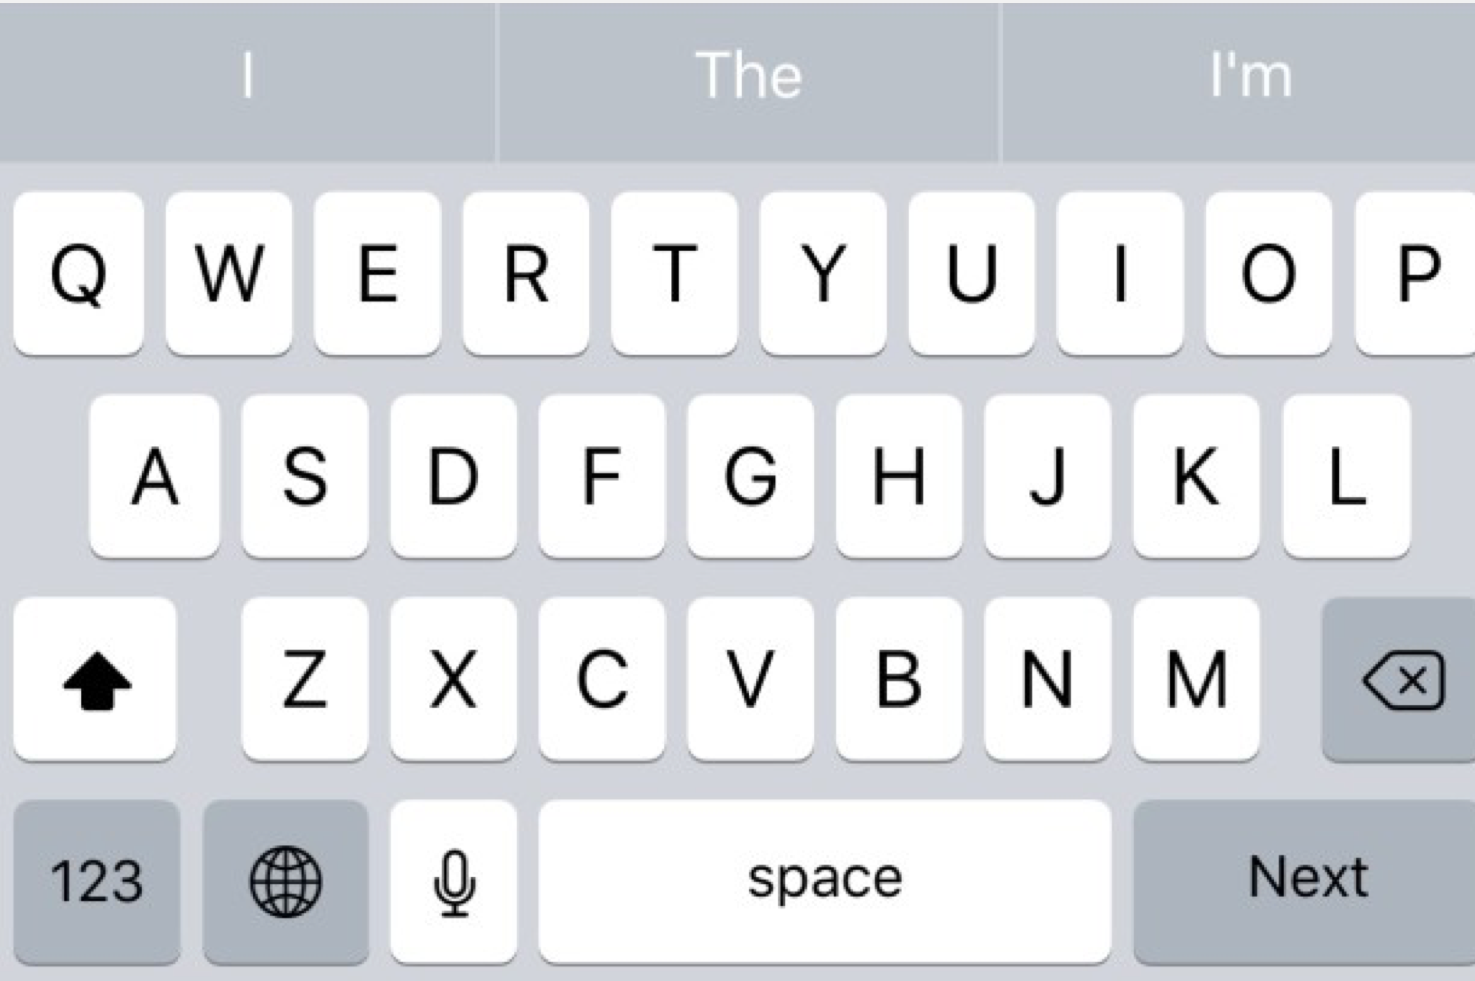 I The I'm
Q W E R T Y U I O P
A S D F G H J K L
Z X C V B N M
123 space Next